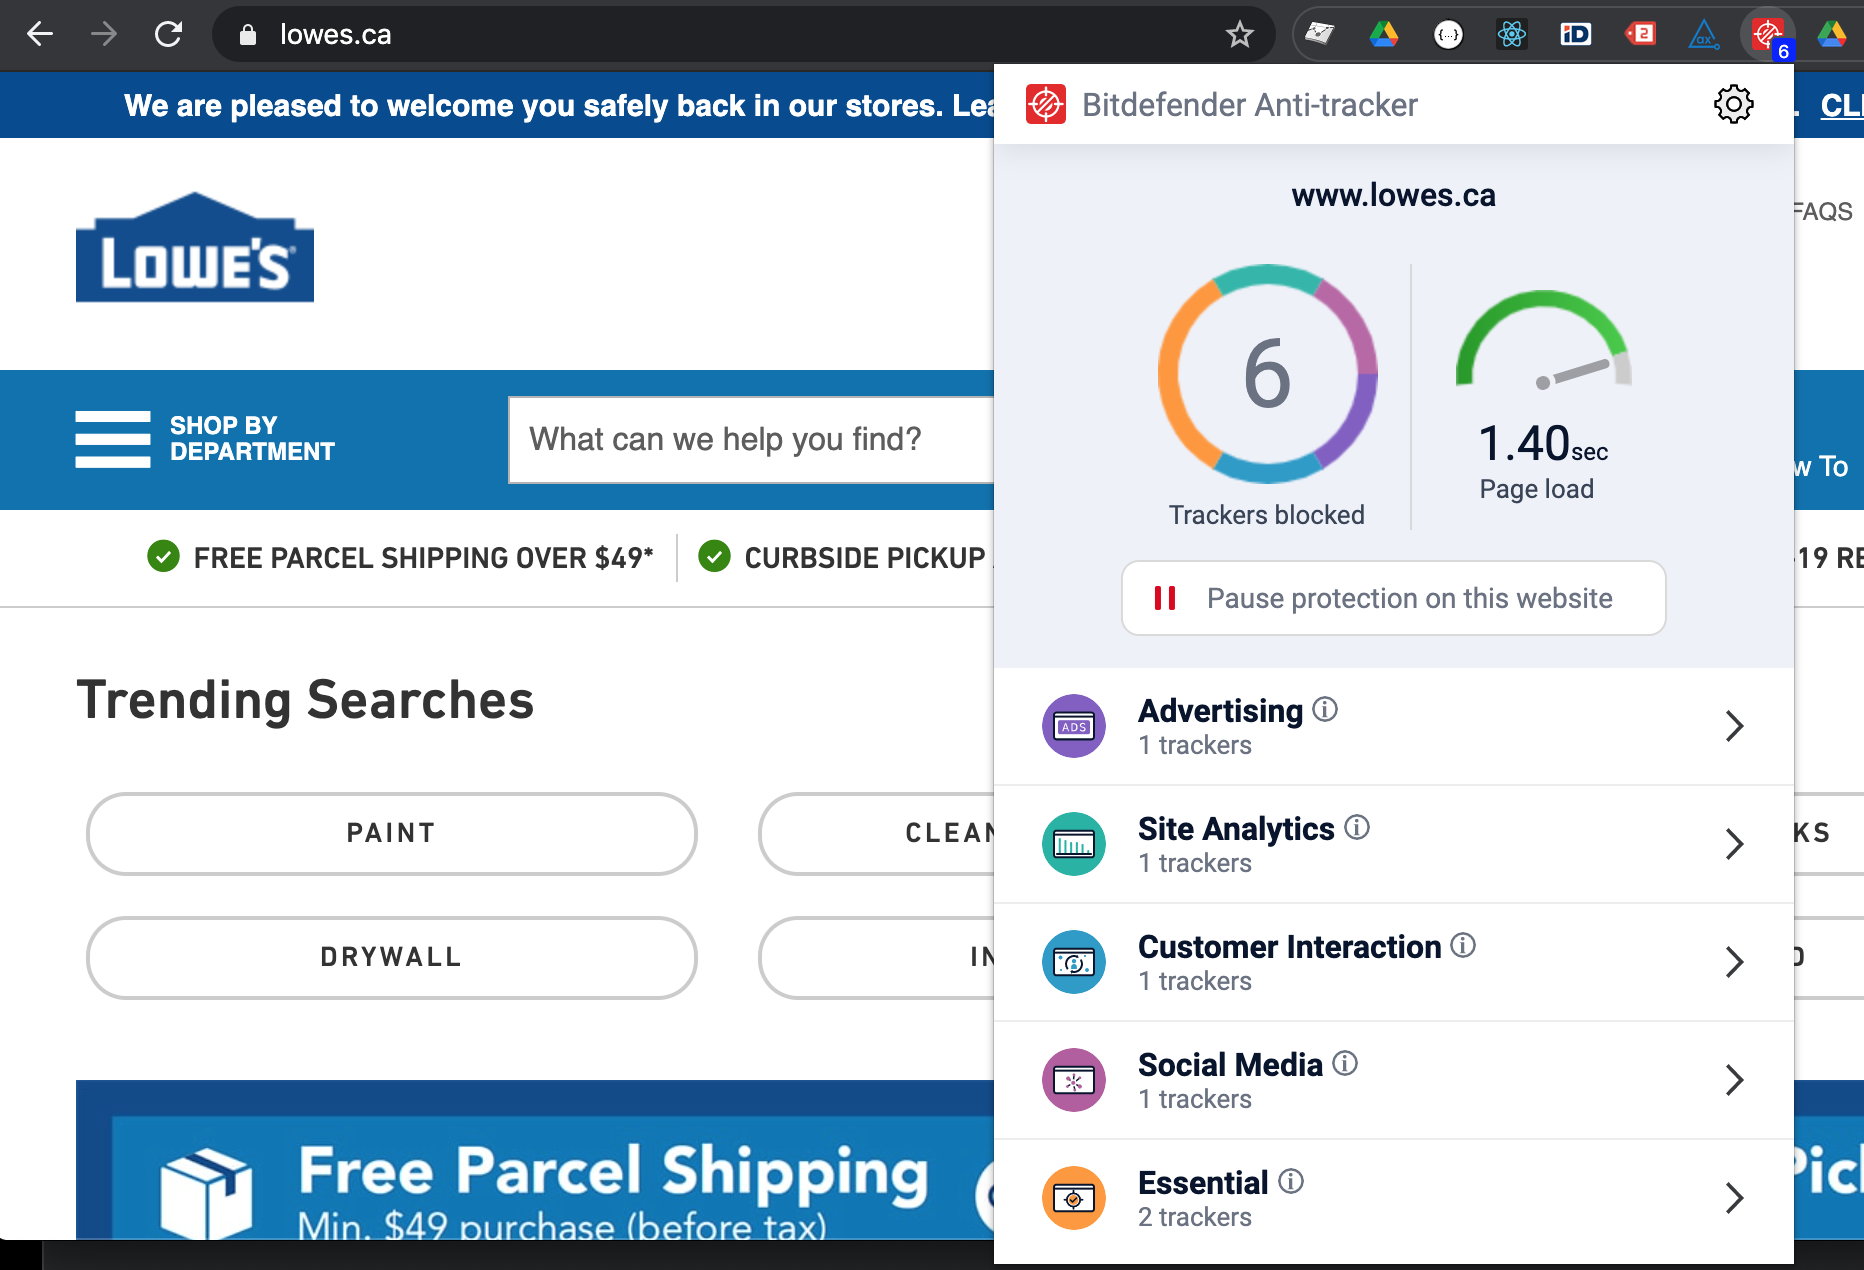 lowes.ca
iD
2
ax
6
We are pleased to welcome you safely back in our stores. Lea
CLI
Bitdefender Anti-tracker
LOWE'S
FAQS
www.lowes.ca
6
Trackers blocked
1.40sec
Page load
SHOP BY
DEPARTMENT
What can we help you find?
w To
FREE PARCEL SHIPPING OVER $49*
CURBSIDE PICKUP
-19 RE
Pause protection on this website
Trending Searches
Advertising
1 trackers
ADS
PAINT
CLEAN
KS
Site Analytics
1 trackers
DRYWALL
IN
Customer Interaction
1 trackers
Social Media
1 trackers
Free Parcel Shipping
Min. $49 purchase (before tax)
Pick
Essential
2 trackers